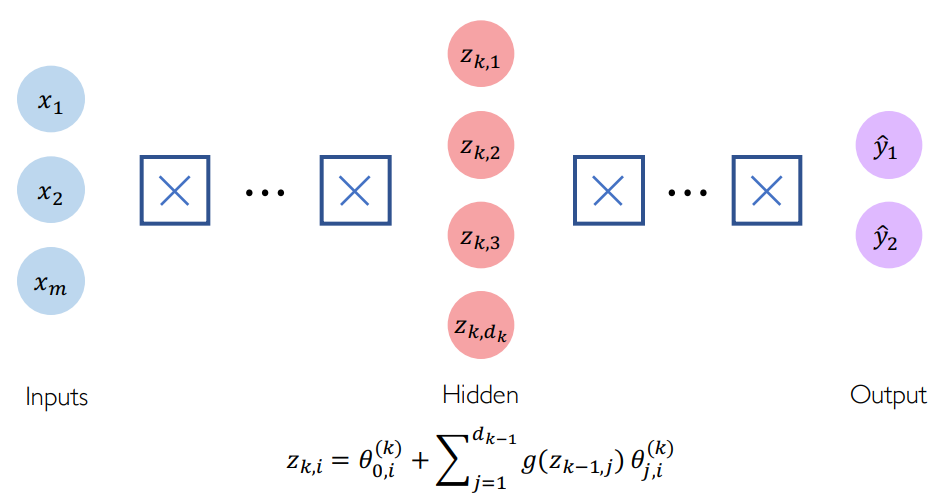 x₁
x₂
xₘ
...
z_{k,1}
z_{k,2}
z_{k,3}
z_{k,d_k}
...
ŷ₁
ŷ₂
Inputs
Hidden
Output
z_{k,i} = θ_{0,i}^{(k)} + ∑_{j=1}^{d_{k-1}} g(z_{k-1,j}) θ_{j,i}^{(k)}